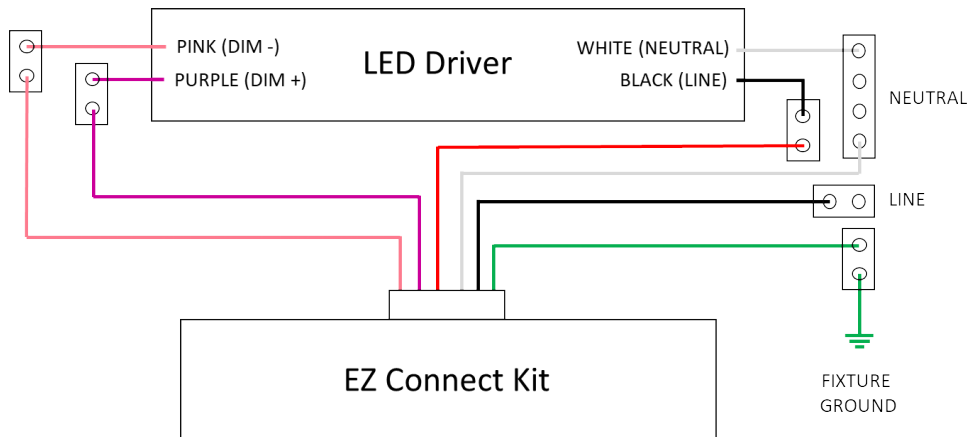 PINK (DIM -)
PURPLE (DIM +)
LED Driver
WHITE (NEUTRAL)
BLACK (LINE)
NEUTRAL
LINE
EZ Connect Kit
FIXTURE
GROUND